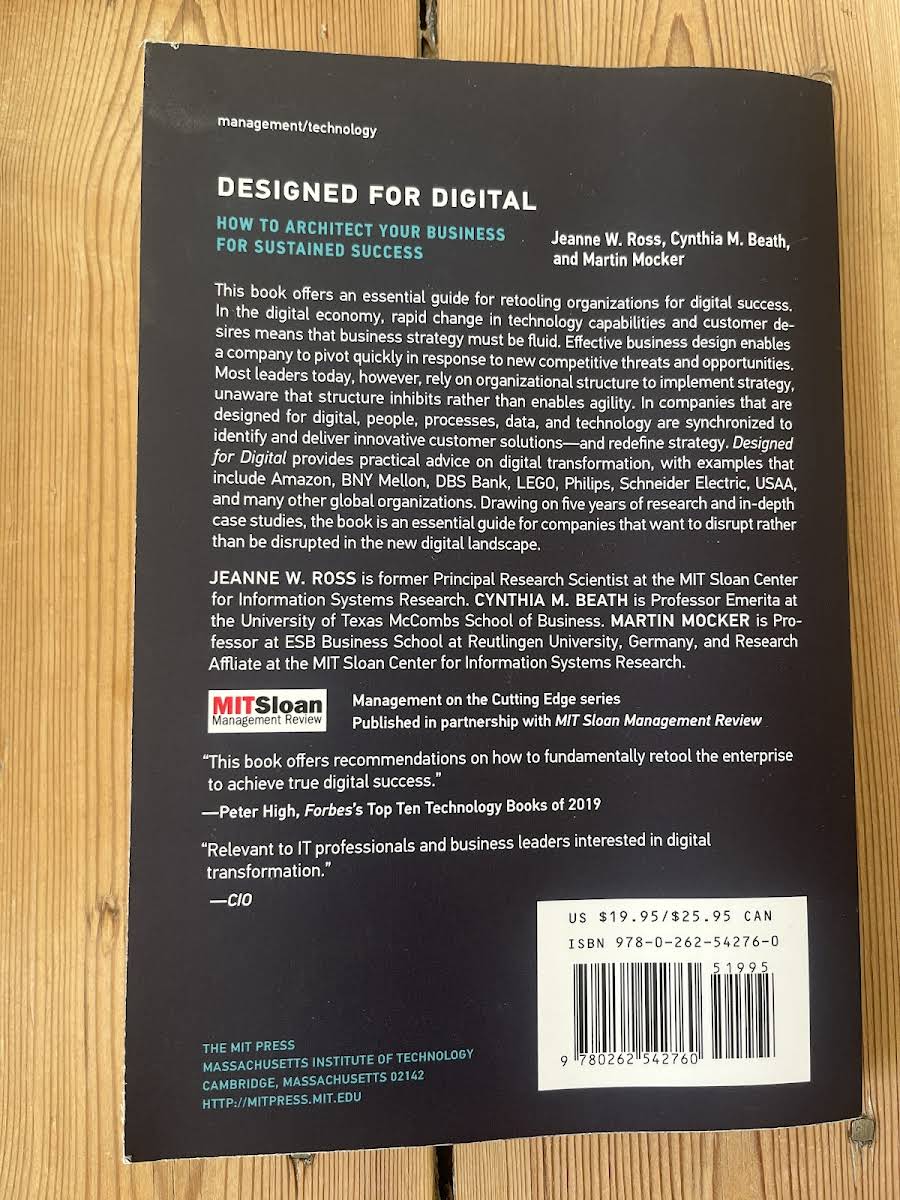 management/technology
DESIGNED FOR DIGITAL
HOW TO ARCHITECT YOUR BUSINESS
FOR SUSTAINED SUCCESS
Jeanne W. Ross, Cynthia M. Beath,
and Martin Mocker
This book offers an essential guide for retooling organizations for digital success.
In the digital economy, rapid change in technology capabilities and customer de-
sires means that business strategy must be fluid. Effective business design enables
a company to pivot quickly in response to new competitive threats and opportunities.
Most leaders today, however, rely on organizational structure to implement strategy,
unaware that structure inhibits rather than enables agility. In companies that are
designed for digital, people, processes, data, and technology are synchronized to
identify and deliver innovative customer solutions—and redefine strategy. Designed
for Digital provides practical advice on digital transformation, with examples that
include Amazon, BNY Mellon, DBS Bank, LEGO, Philips, Schneider Electric, USAA,
and many other global organizations. Drawing on five years of research and in-depth
case studies, the book is an essential guide for companies that want to disrupt rather
than be disrupted in the new digital landscape.
JEANNE W. ROSS is former Principal Research Scientist at the MIT Sloan Center
for Information Systems Research. CYNTHIA M. BEATH is Professor Emerita at
the University of Texas McCombs School of Business. MARTIN MOCKER is Pro-
fessor at ESB Business School at Reutlingen University, Germany, and Research
Affliate at the MIT Sloan Center for Information Systems Research.
MITSloan
Management Review
Management on the Cutting Edge series
Published in partnership with MIT Sloan Management Review
“This book offers recommendations on how to fundamentally retool the enterprise
to achieve true digital success.”
—Peter High, Forbes’s Top Ten Technology Books of 2019
“Relevant to IT professionals and business leaders interested in digital
transformation.”
—CIO
US $19.95/$25.95 CAN
ISBN 978-0-262-54276-0
51995
9 780262 542760
THE MIT PRESS
MASSACHUSETTS INSTITUTE OF TECHNOLOGY
CAMBRIDGE, MASSACHUSETTS 02142
HTTP://MITPRESS.MIT.EDU